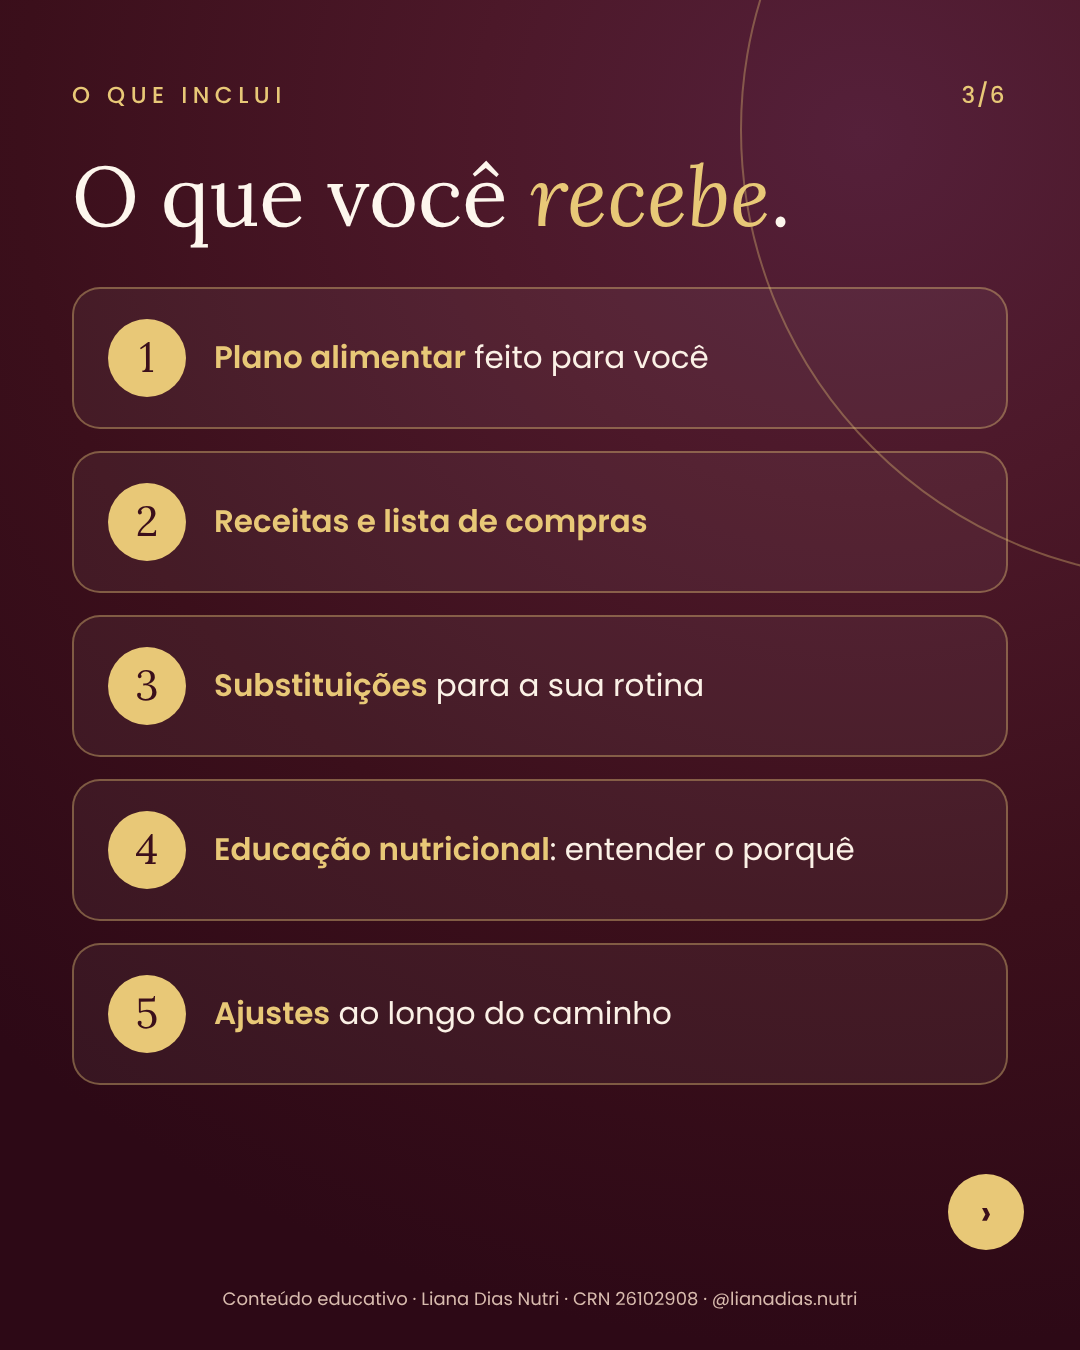 O QUE INCLUI
3/6
O que você recebe.
1
Plano alimentar feito para você
2
Receitas e lista de compras
3
Substituições para a sua rotina
4
Educação nutricional: entender o porquê
5
Ajustes ao longo do caminho
›
Conteúdo educativo · Liana Dias Nutri · CRN 26102908 · @lianadias.nutri